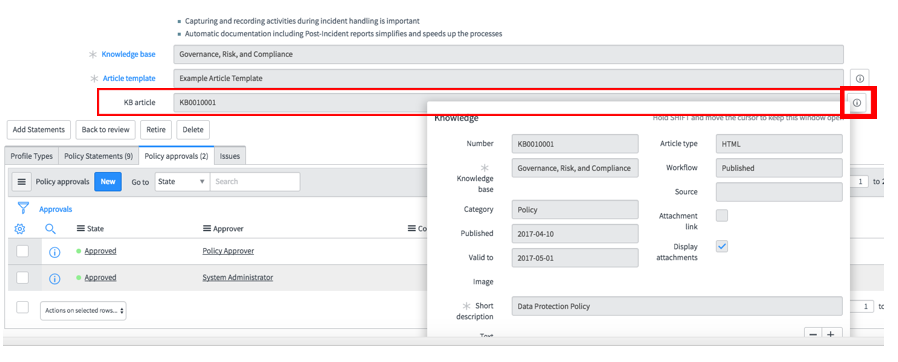 Capturing and recording activities during incident handling is important
Automatic documentation including Post-Incident reports simplifies and speeds up the processes
Knowledge base Governance, Risk, and Compliance
Article template Example Article Template
KB article KB0010001
Knowledge Hold SHIFT and move the cursor to keep this window open
Add Statements Back to review Retire Delete
Number KB0010001 Article type HTML
Profile Types Policy Statements (9) Policy approvals (2) Issues
Knowledge base Governance, Risk, and Compliance Workflow Published
Policy approvals New Go to State Search
1 to 2
Source
Approvals
Category Policy
Attachment link
State Approver Co
Published 2017-04-10
Approved Policy Approver
Display attachments
Valid to 2017-05-01
Approved System Administrator
Image
Short description Data Protection Policy
Actions on selected rows...
1 to
Text